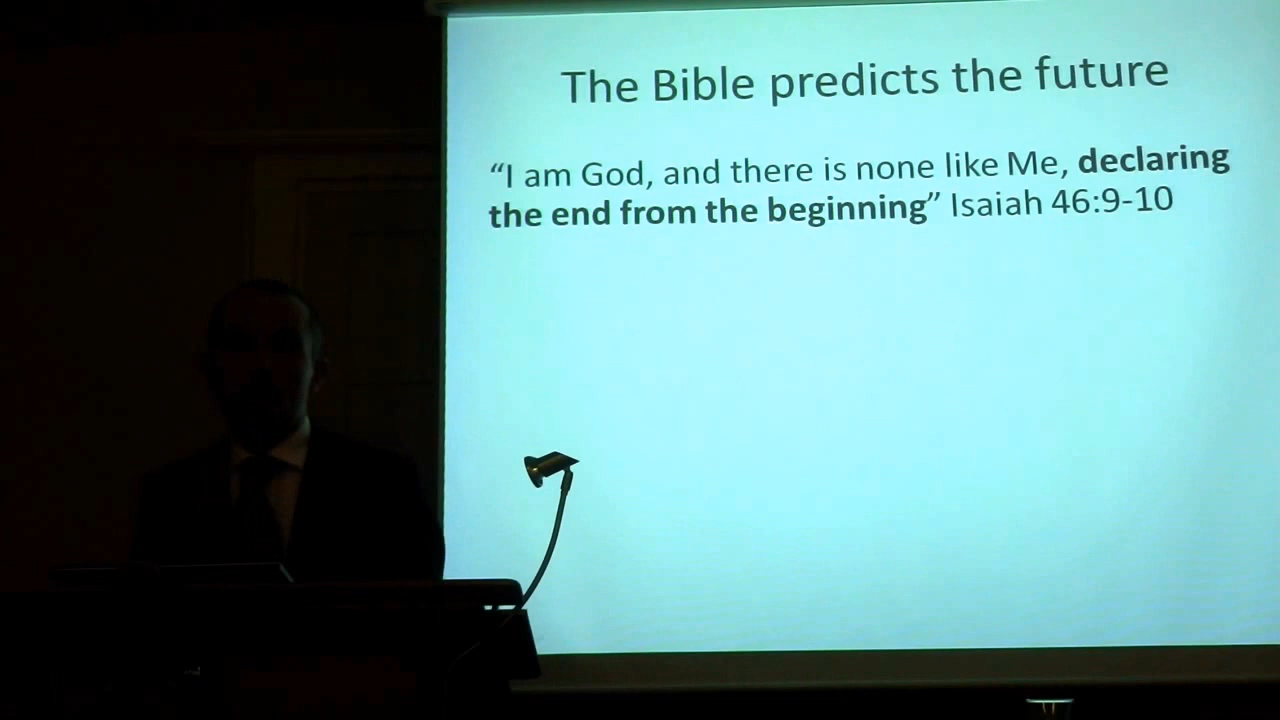 The Bible predicts the future
“I am God, and there is none like Me, declaring
the end from the beginning” Isaiah 46:9-10